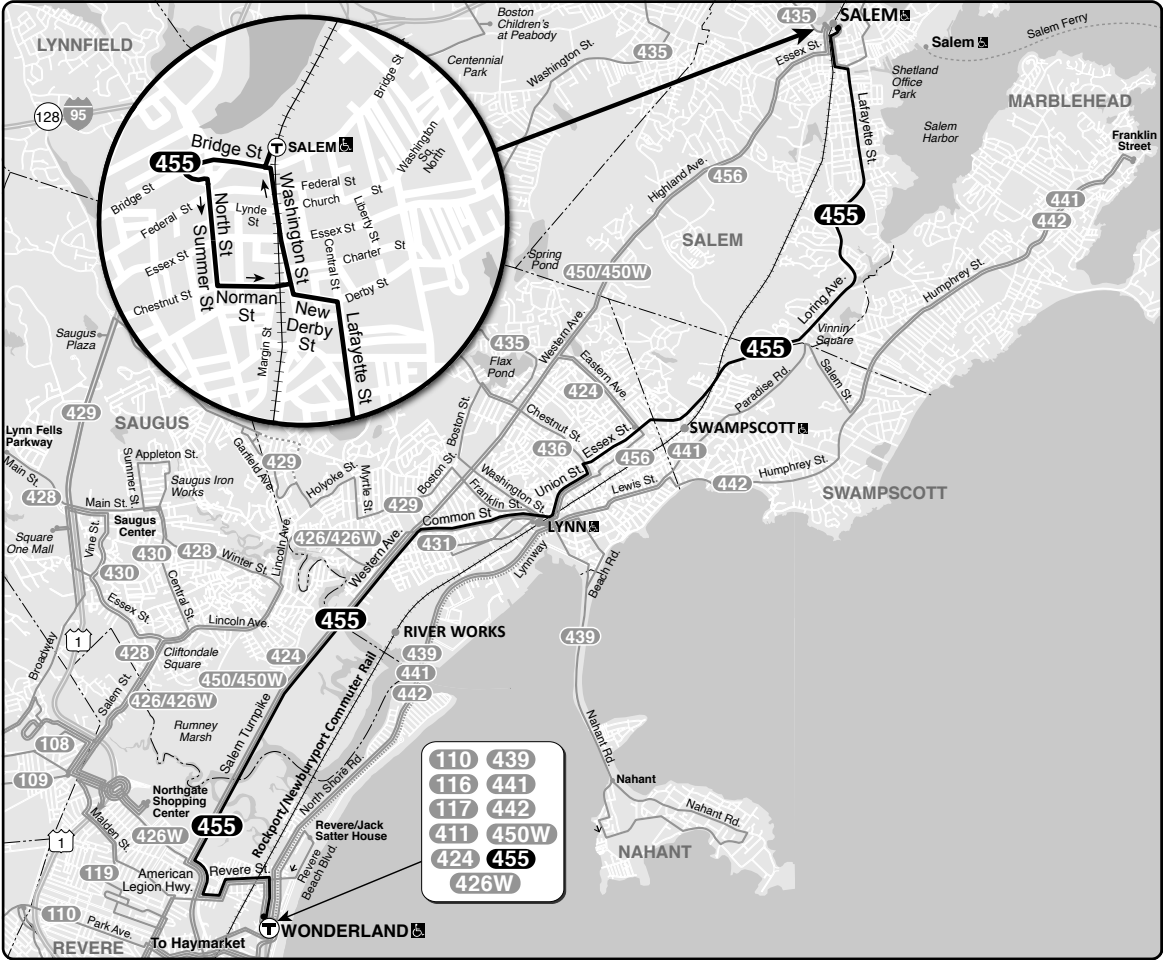 Boston
Children's
at Peabody
435
SALEM
Salem Ferry
LYNNFIELD
Essex St.
Salem
Washington St.
435
Centennial
Park
Shetland
Office
Park
MARBLEHEAD
128
95
Lafayette St.
Salem
Harbor
Franklin
Street
Highland Ave.
456
441
442
455
SALEM
Spring
Pond
450/450W
Humphrey St.
Loring Ave.
Bridge St
Bridge St
T SALEM
455
Washington
Sq.
North
Federal St
Church St
Bridge St
Lynde
St
Liberty St
Federal St
North St
Washington St
Essex St
Central St
Charter St
Essex St
Summer St
Derby St
Chestnut St
Norman
St
New
Derby
St
Margin St
Lafayette St
Saugus
Plaza
435
Western Ave.
Flax
Pond
455
Vinnin
Square
Eastern Ave.
424
Paradise Rd.
Salem St.
429
SAUGUS
Boston St.
Chestnut St.
Essex St.
SWAMPSCOTT
Lynn Fells
Parkway
Garfield Ave.
436
456
441
Main St.
Summer St.
Appleton St.
429
Holyoke St.
Myrtle St.
Boston St.
Washington St.
Union St.
Humphrey St.
428
Saugus Iron
Works
Franklin St.
Lewis St.
442
SWAMPSCOTT
Main St.
429
Common St
LYNN
Square
One Mall
Vine St.
Saugus
Center
Lincoln Ave.
426/426W
431
430
428
Winter St.
Western Ave.
Lynnway
Beach Rd.
430
Central St.
Essex St.
Lincoln Ave.
455
RIVER WORKS
439
1
Broadway
428
Cliftondale
Square
424
439
441
442
450/450W
Salem St.
426/426W
Rumney
Marsh
Salem Turnpike
Rockport/Newburyport Commuter Rail
Nahant Rd.
108
109
North Shore Rd.
Nahant
Nahant Rd.
NAHANT
110 439
116 441
117 442
411 450W
424 455
426W
Northgate
Shopping
Center
Malden St.
426W
455
Revere/Jack
Satter House
1
119
American
Legion Hwy.
Revere St.
Revere
Beach Blvd.
110
Park Ave.
T WONDERLAND
REVERE
To Haymarket